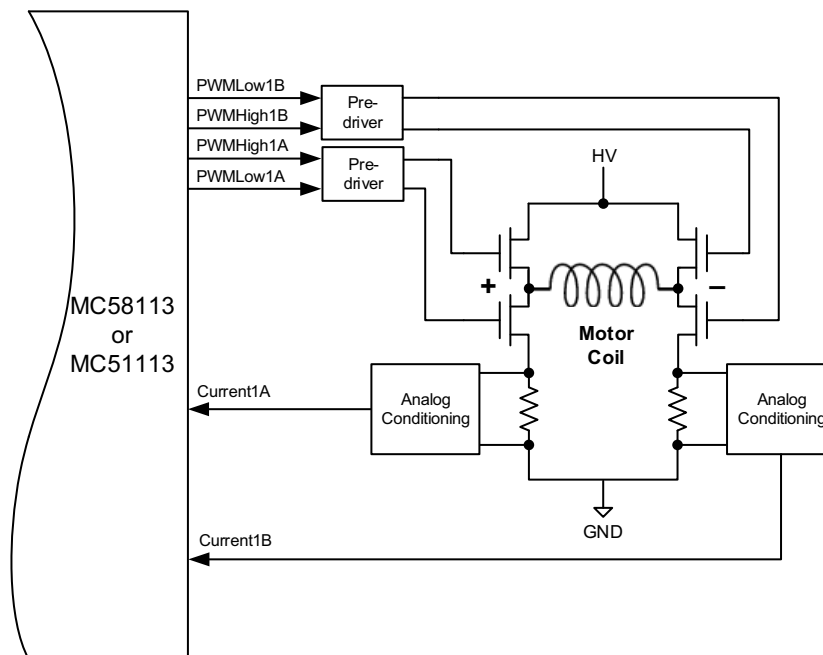 PWMLow1B
PWMHigh1B
PWMHigh1A
PWMLow1A
Pre-
driver
Pre-
driver
HV
+
–
Motor
Coil
MC58113
or
MC51113
Current1A
Analog
Conditioning
Analog
Conditioning
GND
Current1B